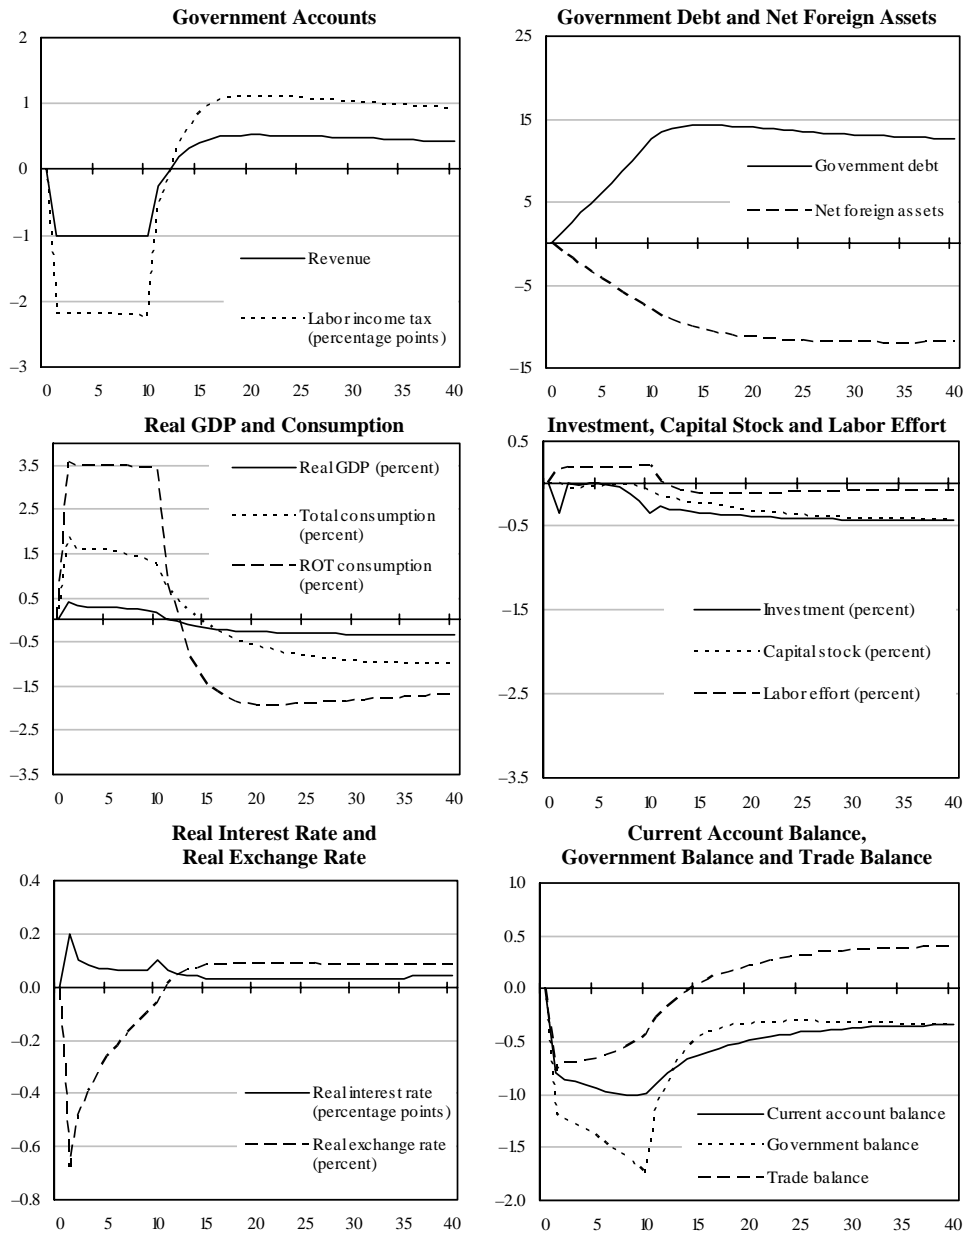 Government Accounts
2
1
0
–1
–2
–3
Revenue
Labor income tax
(percentage points)
0 5 10 15 20 25 30 35 40
Government Debt and Net Foreign Assets
25
15
5
–5
–15
Government debt
Net foreign assets
0 5 10 15 20 25 30 35 40
Real GDP and Consumption
3.5
2.5
1.5
0.5
–0.5
–1.5
–2.5
–3.5
Real GDP (percent)
Total consumption
(percent)
ROT consumption
(percent)
0 5 10 15 20 25 30 35 40
Investment, Capital Stock and Labor Effort
0.5
–0.5
–1.5
–2.5
–3.5
Investment (percent)
Capital stock (percent)
Labor effort (percent)
0 5 10 15 20 25 30 35 40
Real Interest Rate and
Real Exchange Rate
0.4
0.2
0.0
–0.2
–0.4
–0.6
–0.8
Real interest rate
(percentage points)
Real exchange rate
(percent)
0 5 10 15 20 25 30 35 40
Current Account Balance,
Government Balance and Trade Balance
1.0
0.5
0.0
–0.5
–1.0
–1.5
–2.0
Current account balance
Government balance
Trade balance
0 5 10 15 20 25 30 35 40